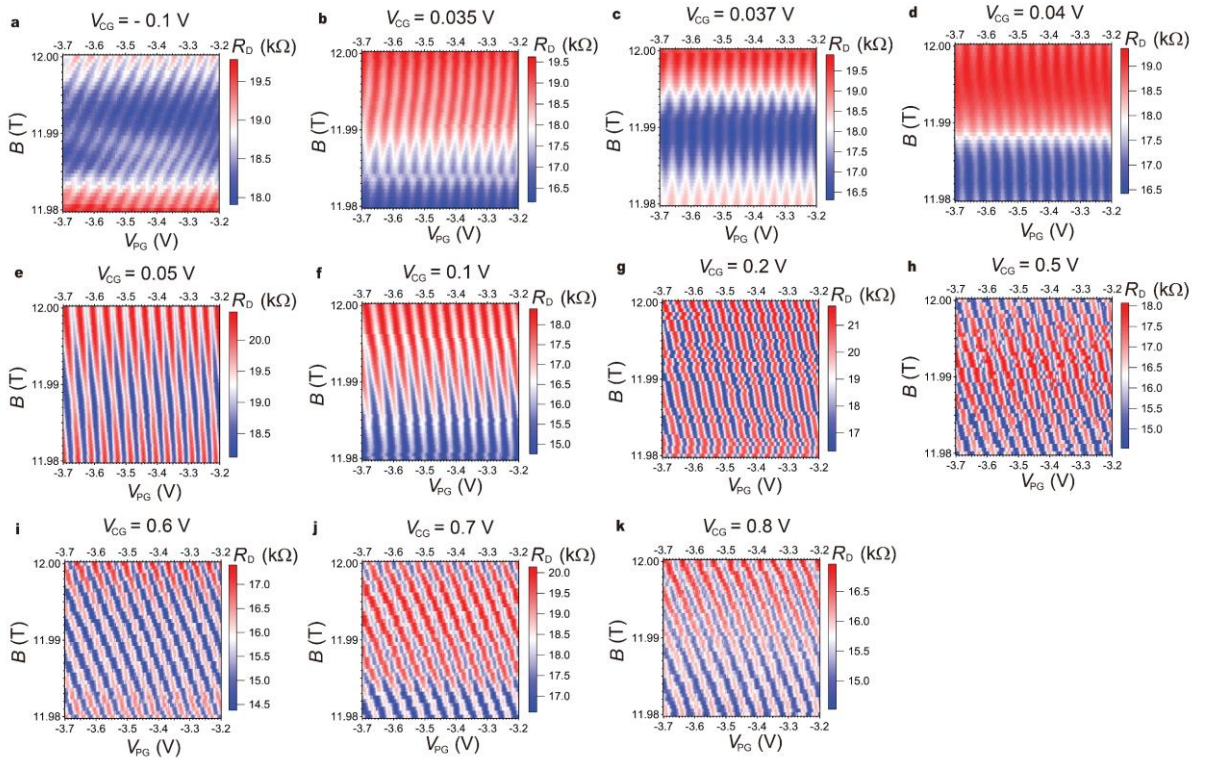 a V_CG = - 0.1 V
-3.7 -3.6 -3.5 -3.4 -3.3 -3.2
R_D (kΩ)
12.00
11.99
11.98
B (T)
19.5
19.0
18.5
18.0
-3.7 -3.6 -3.5 -3.4 -3.3 -3.2
V_PG (V)
b V_CG = 0.035 V
-3.7 -3.6 -3.5 -3.4 -3.3 -3.2
R_D (kΩ)
12.00
11.99
11.98
B (T)
19.5
19.0
18.5
18.0
17.5
17.0
16.5
-3.7 -3.6 -3.5 -3.4 -3.3 -3.2
V_PG (V)
c V_CG = 0.037 V
-3.7 -3.6 -3.5 -3.4 -3.3 -3.2
R_D (kΩ)
12.00
11.99
11.98
B (T)
19.5
19.0
18.5
18.0
17.5
17.0
16.5
-3.7 -3.6 -3.5 -3.4 -3.3 -3.2
V_PG (V)
d V_CG = 0.04 V
-3.7 -3.6 -3.5 -3.4 -3.3 -3.2
R_D (kΩ)
12.00
11.99
11.98
B (T)
19.0
18.5
18.0
17.5
17.0
16.5
-3.7 -3.6 -3.5 -3.4 -3.3 -3.2
V_PG (V)
e V_CG = 0.05 V
-3.7 -3.6 -3.5 -3.4 -3.3 -3.2
R_D (kΩ)
12.00
11.99
11.98
B (T)
20.0
19.5
19.0
18.5
-3.7 -3.6 -3.5 -3.4 -3.3 -3.2
V_PG (V)
f V_CG = 0.1 V
-3.7 -3.6 -3.5 -3.4 -3.3 -3.2
R_D (kΩ)
12.00
11.99
11.98
B (T)
18.0
17.5
17.0
16.5
16.0
15.5
15.0
-3.7 -3.6 -3.5 -3.4 -3.3 -3.2
V_PG (V)
g V_CG = 0.2 V
-3.7 -3.6 -3.5 -3.4 -3.3 -3.2
R_D (kΩ)
12.00
11.99
11.98
B (T)
21
20
19
18
17
-3.7 -3.6 -3.5 -3.4 -3.3 -3.2
V_PG (V)
h V_CG = 0.5 V
-3.7 -3.6 -3.5 -3.4 -3.3 -3.2
R_D (kΩ)
12.00
11.99
11.98
B (T)
18.0
17.5
17.0
16.5
16.0
15.5
15.0
-3.7 -3.6 -3.5 -3.4 -3.3 -3.2
V_PG (V)
i V_CG = 0.6 V
-3.7 -3.6 -3.5 -3.4 -3.3 -3.2
R_D (kΩ)
12.00
11.99
11.98
B (T)
17.0
16.5
16.0
15.5
15.0
14.5
-3.7 -3.6 -3.5 -3.4 -3.3 -3.2
V_PG (V)
j V_CG = 0.7 V
-3.7 -3.6 -3.5 -3.4 -3.3 -3.2
R_D (kΩ)
12.00
11.99
11.98
B (T)
20.0
19.5
19.0
18.5
18.0
17.5
17.0
-3.7 -3.6 -3.5 -3.4 -3.3 -3.2
V_PG (V)
k V_CG = 0.8 V
-3.7 -3.6 -3.5 -3.4 -3.3 -3.2
R_D (kΩ)
12.00
11.99
11.98
B (T)
16.5
16.0
15.5
15.0
-3.7 -3.6 -3.5 -3.4 -3.3 -3.2
V_PG (V)